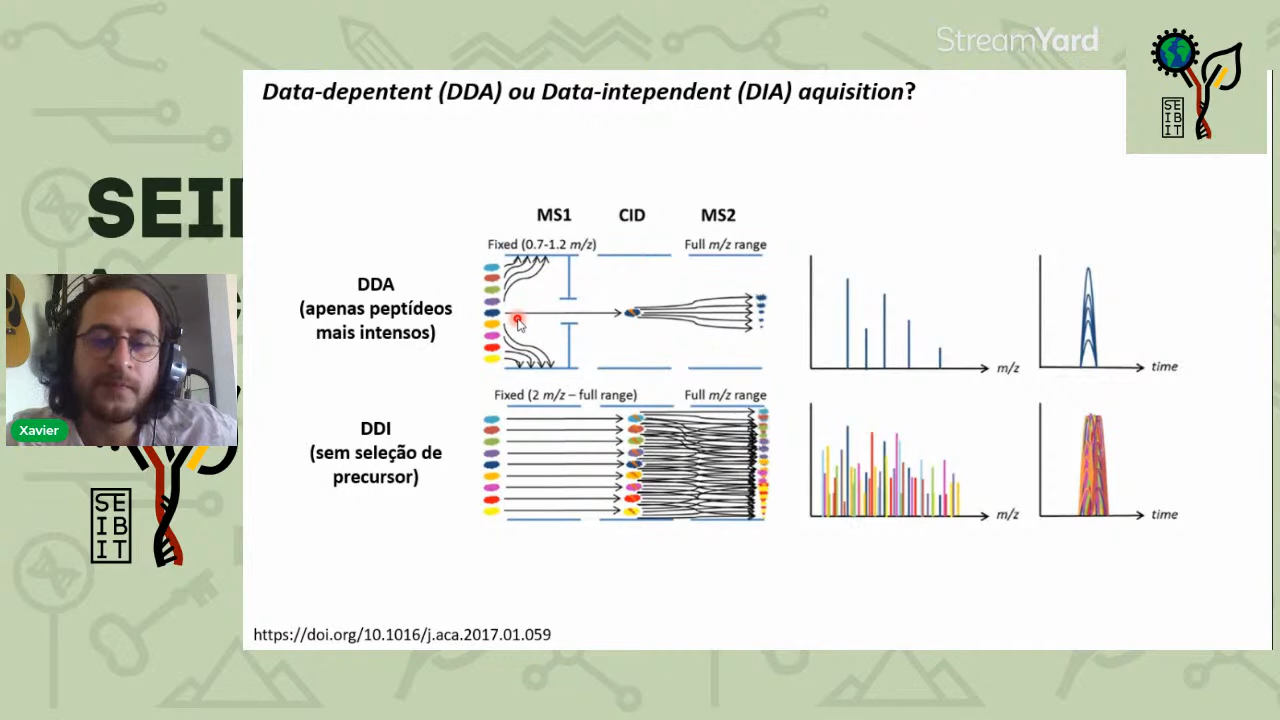 StreamYard
SE
IB
IT
SEI
Data-depentent (DDA) ou Data-intependent (DIA) aquisition?
MS1 CID MS2
Fixed (0.7-1.2 m/z) Full m/z range
DDA
(apenas peptídeos
mais intensos)
m/z time
Fixed (2 m/z – full range) Full m/z range
DDI
(sem seleção de
precursor)
m/z time
Xavier
SE
IB
IT
https://doi.org/10.1016/j.aca.2017.01.059